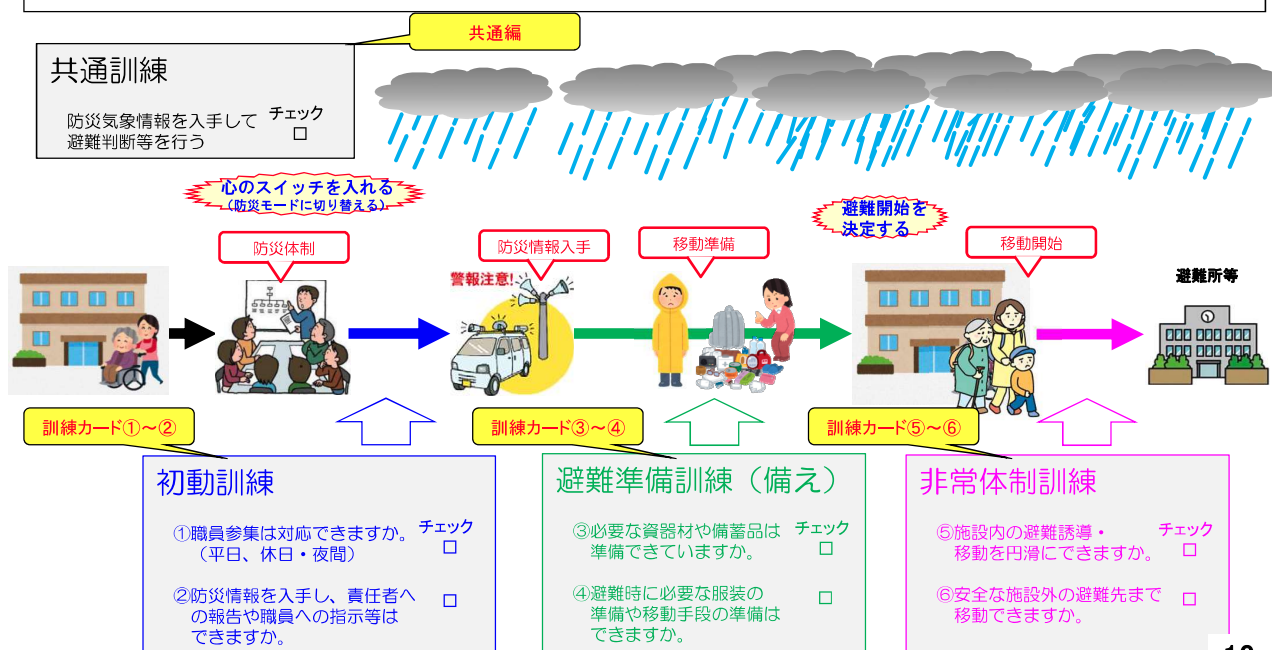 共通編
共通訓練
防災気象情報を入手して
避難判断等を行う
チェック
□
心のスイッチを入れる
(防災モードに切り替える)
避難開始を
決定する
防災体制
防災情報入手
移動準備
移動開始
警報注意!
避難所等
訓練カード①～②
訓練カード③～④
訓練カード⑤～⑥
初動訓練
①職員参集は対応できますか。
（平日、休日・夜間）
チェック
□
②防災情報を入手し、責任者へ
の報告や職員への指示等は
できますか。
□
避難準備訓練（備え）
③必要な資器材や備蓄品は
準備できていますか。
チェック
□
④避難時に必要な服装の
準備や移動手段の準備は
できますか。
□
非常体制訓練
⑤施設内の避難誘導・
移動を円滑にできますか。
チェック
□
⑥安全な施設外の避難先まで
移動できますか。
□